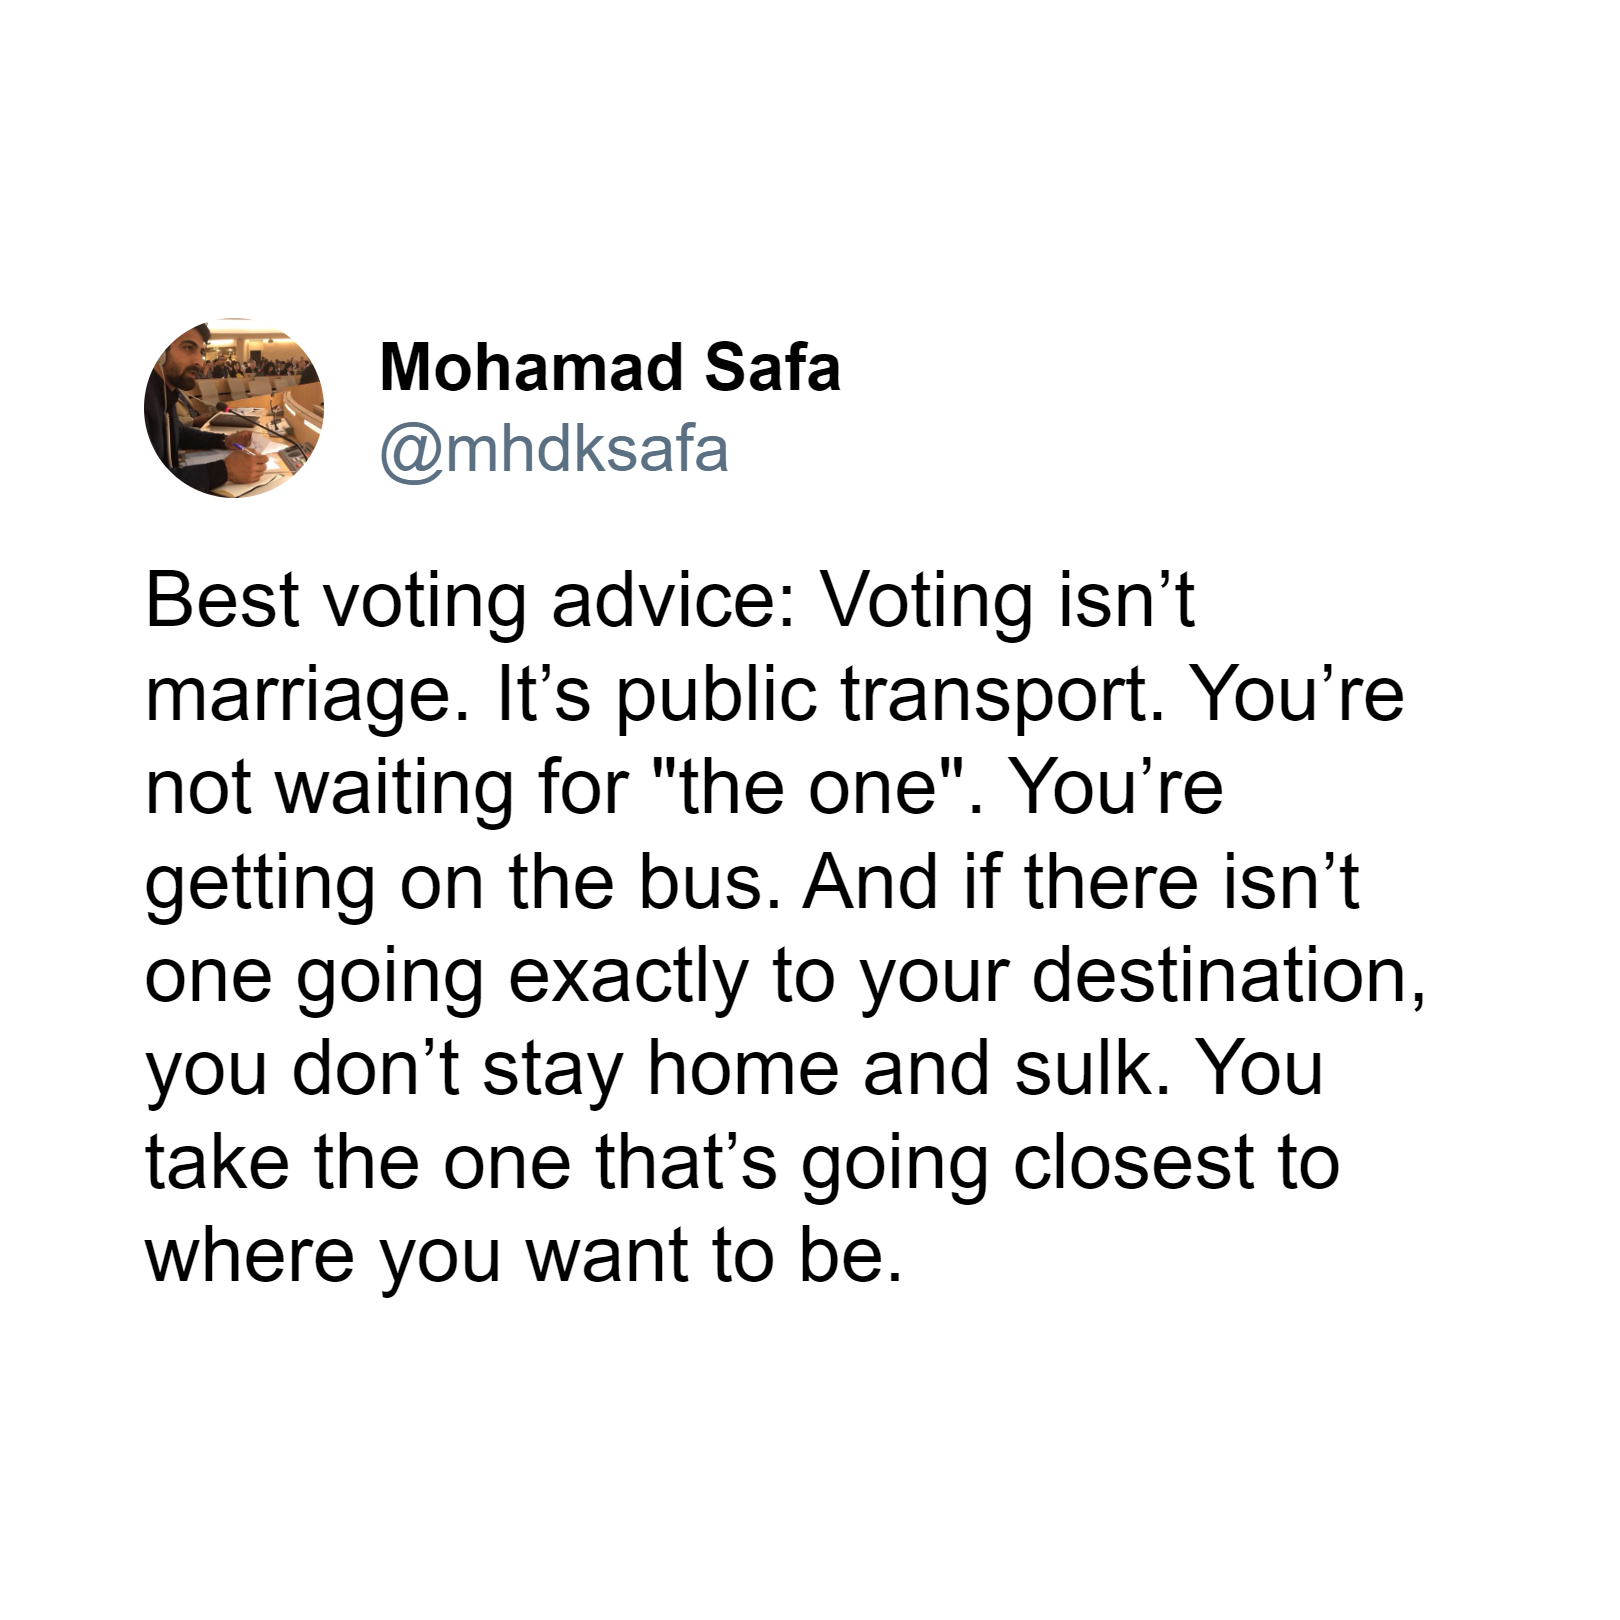 Mohamad Safa
@mhdksafa
Best voting advice: Voting isn’t
marriage. It’s public transport. You’re
not waiting for "the one". You’re
getting on the bus. And if there isn’t
one going exactly to your destination,
you don’t stay home and sulk. You
take the one that’s going closest to
where you want to be.